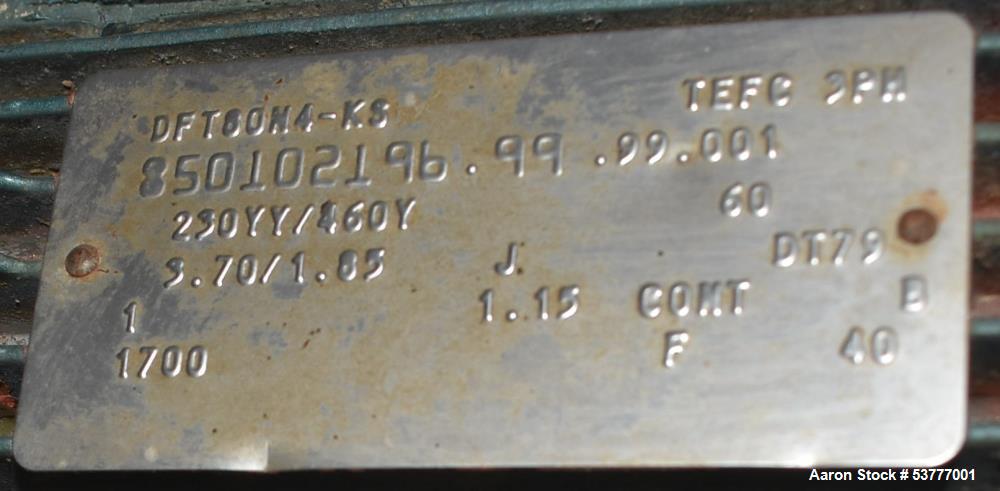 DFT80N4-KS TEFC 3PH
850102196.99.99.001
230YY/460Y 60
3.70/1.85 J DT79
1 1.15 CONT B
1700 F 40
Aaron Stock # 53777001